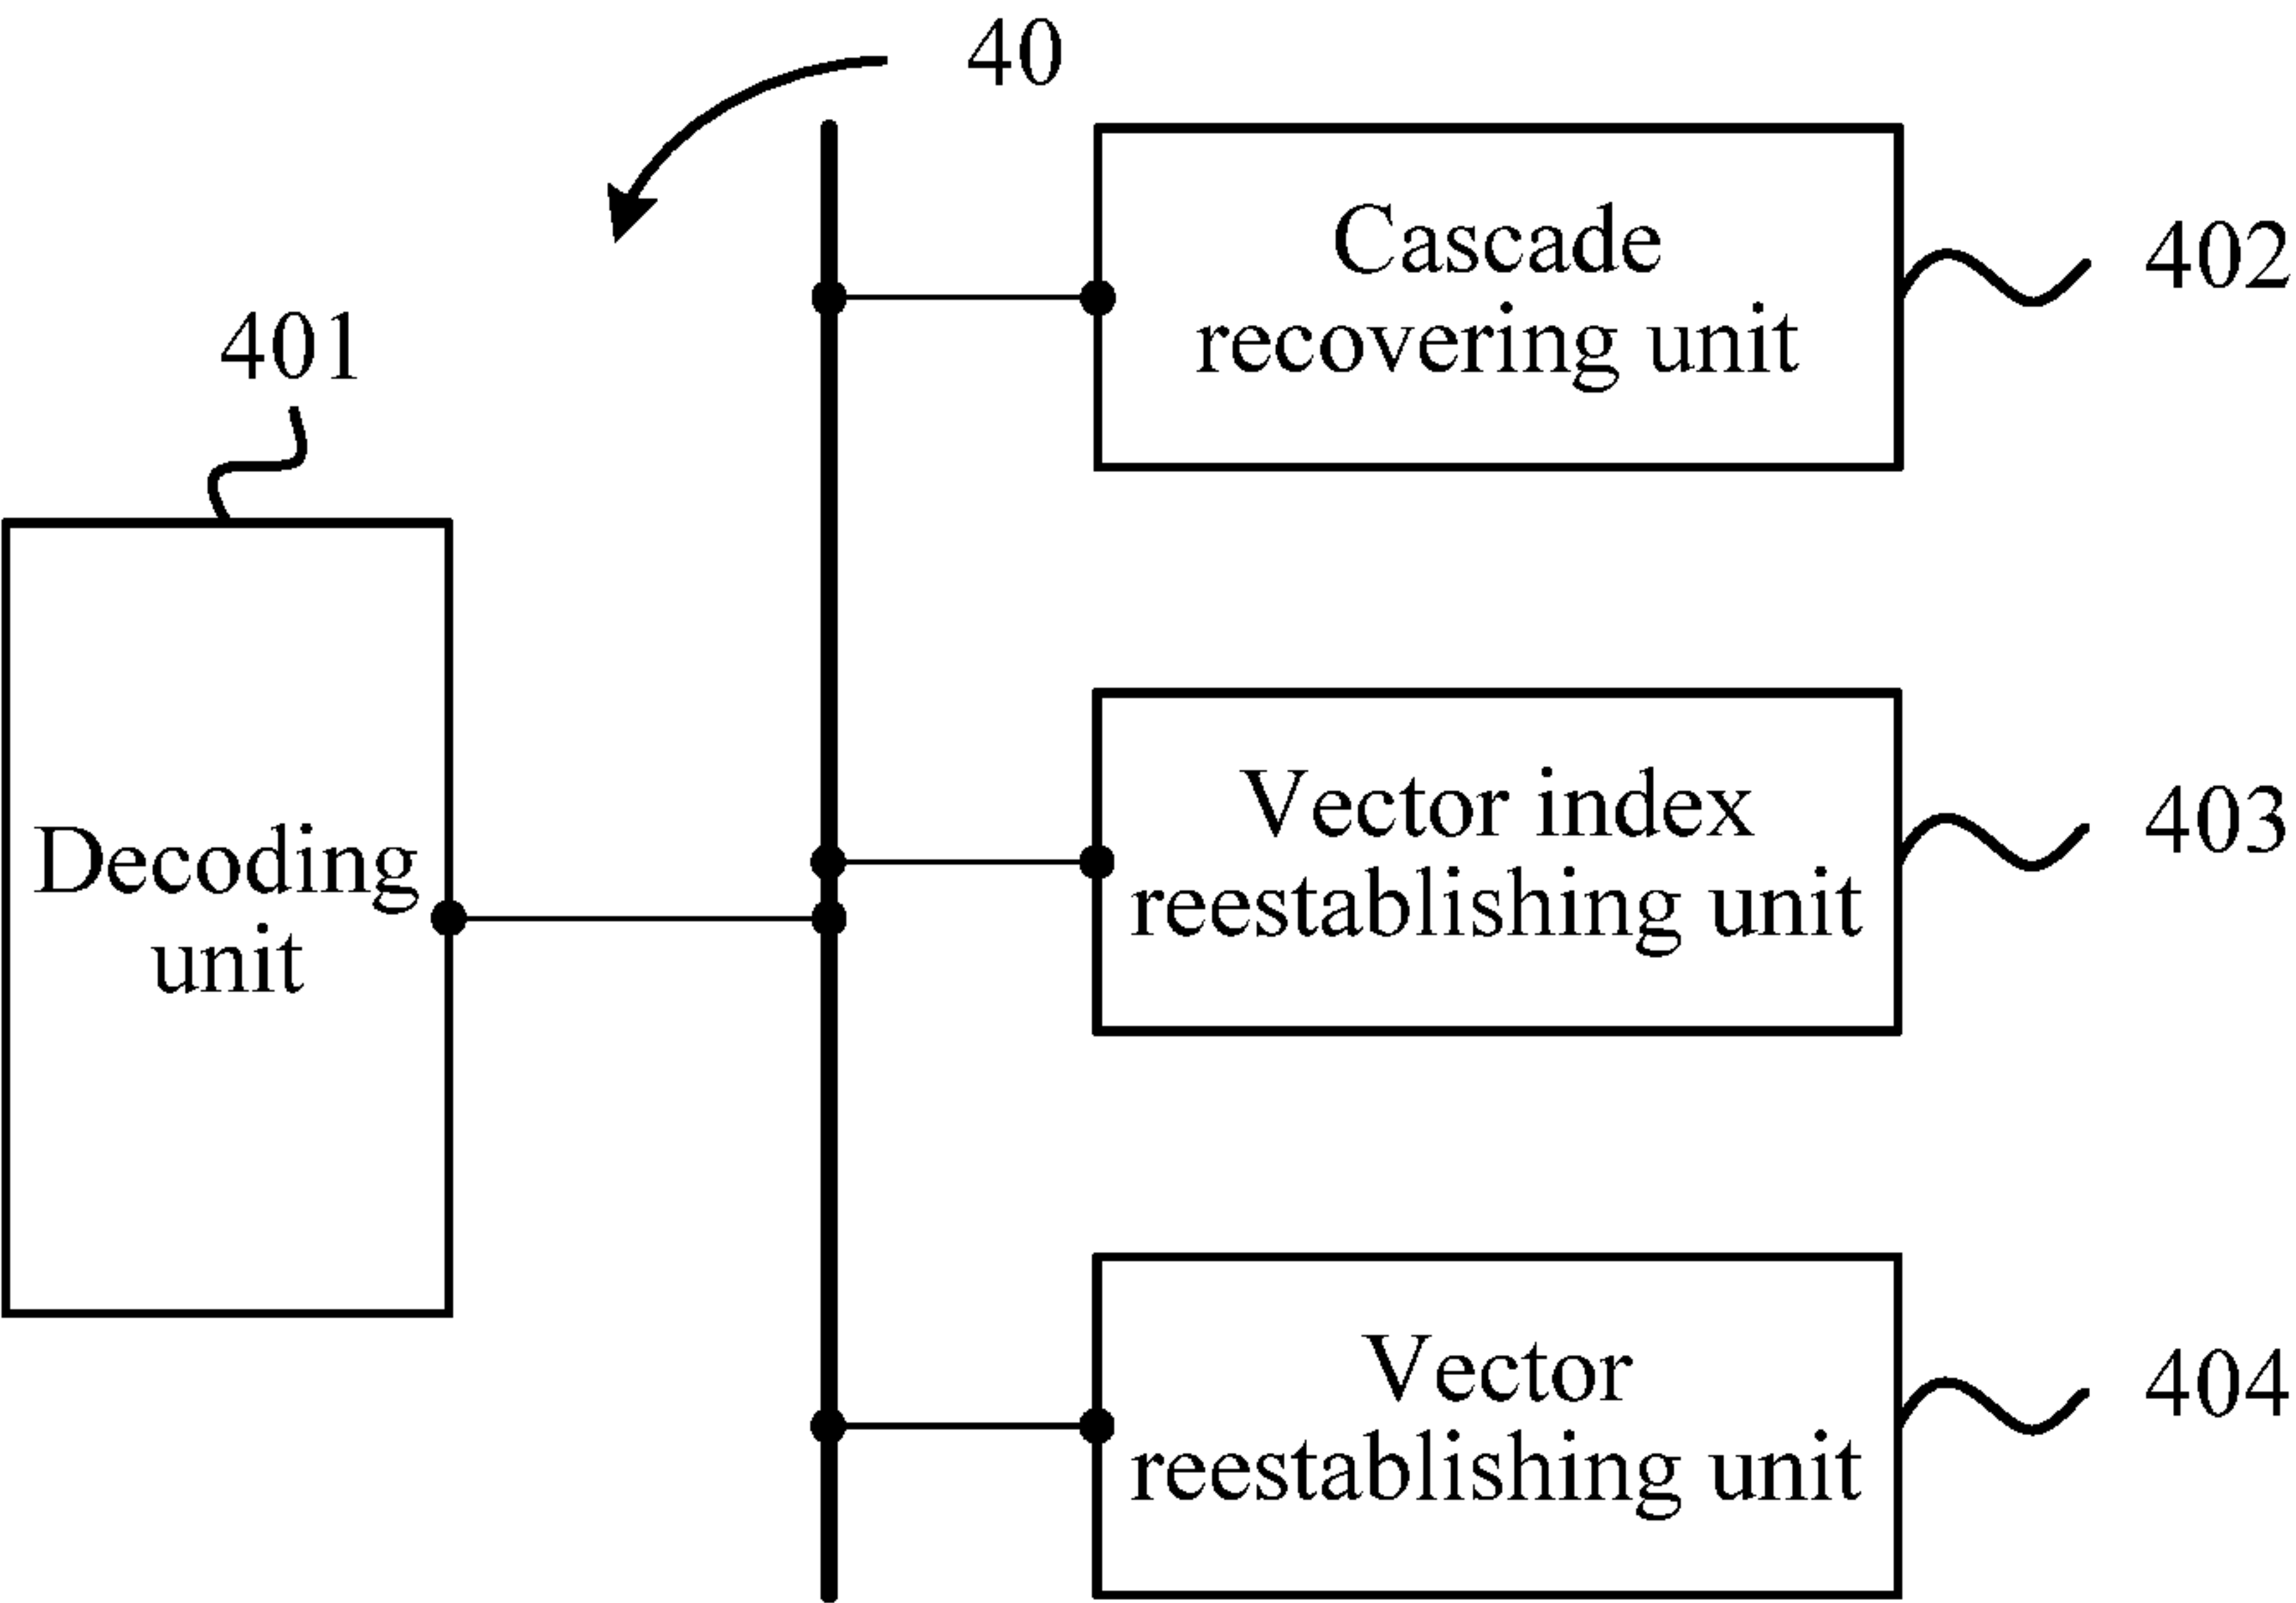 40
401
Decoding
unit
Cascade
recovering unit
402
Vector index
reestablishing unit
403
Vector
reestablishing unit
404